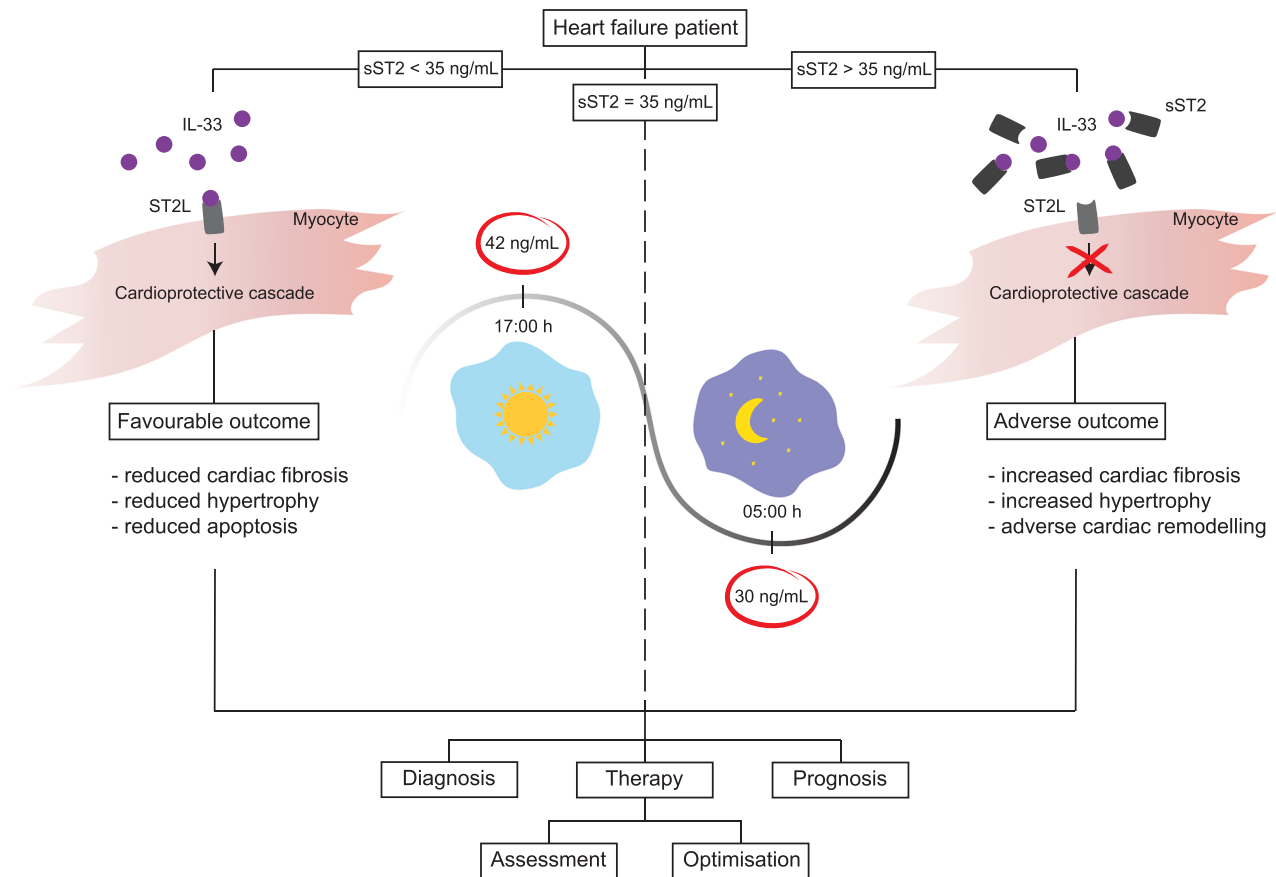 Heart failure patient
sST2 < 35 ng/mL
sST2 = 35 ng/mL
sST2 > 35 ng/mL
IL-33
ST2L
Myocyte
Cardioprotective cascade
Favourable outcome
- reduced cardiac fibrosis
- reduced hypertrophy
- reduced apoptosis
42 ng/mL
17:00 h
05:00 h
30 ng/mL
sST2
IL-33
ST2L
Myocyte
Cardioprotective cascade
Adverse outcome
- increased cardiac fibrosis
- increased hypertrophy
- adverse cardiac remodelling
Diagnosis
Therapy
Prognosis
Assessment
Optimisation